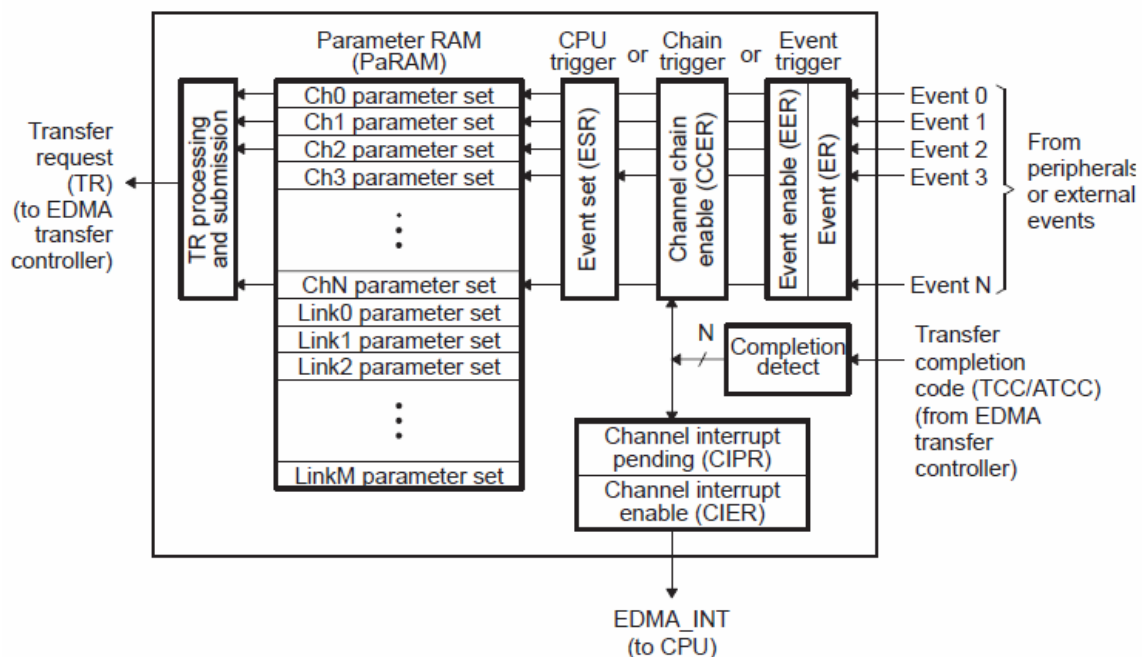 Parameter RAM
(PaRAM)
CPU
trigger
or
Chain
trigger
or
Event
trigger
Transfer
request
(TR)
(to EDMA
transfer
controller)
TR processing
and submission
Ch0 parameter set
Ch1 parameter set
Ch2 parameter set
Ch3 parameter set
ChN parameter set
Link0 parameter set
Link1 parameter set
Link2 parameter set
LinkM parameter set
Event set (ESR)
Channel chain
enable (CCER)
Event enable (EER)
Event (ER)
Event 0
Event 1
Event 2
Event 3
Event N
From
peripherals
or external
events
N
Completion
detect
Transfer
completion
code (TCC/ATCC)
(from EDMA
transfer
controller)
Channel interrupt
pending (CIPR)
Channel interrupt
enable (CIER)
EDMA_INT
(to CPU)